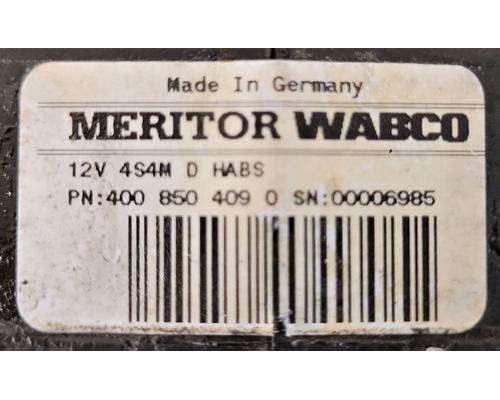 Made In Germany
MERITOR WABCO
12V 4S4M D HABS
PN:400 850 409 0 SN:00006985